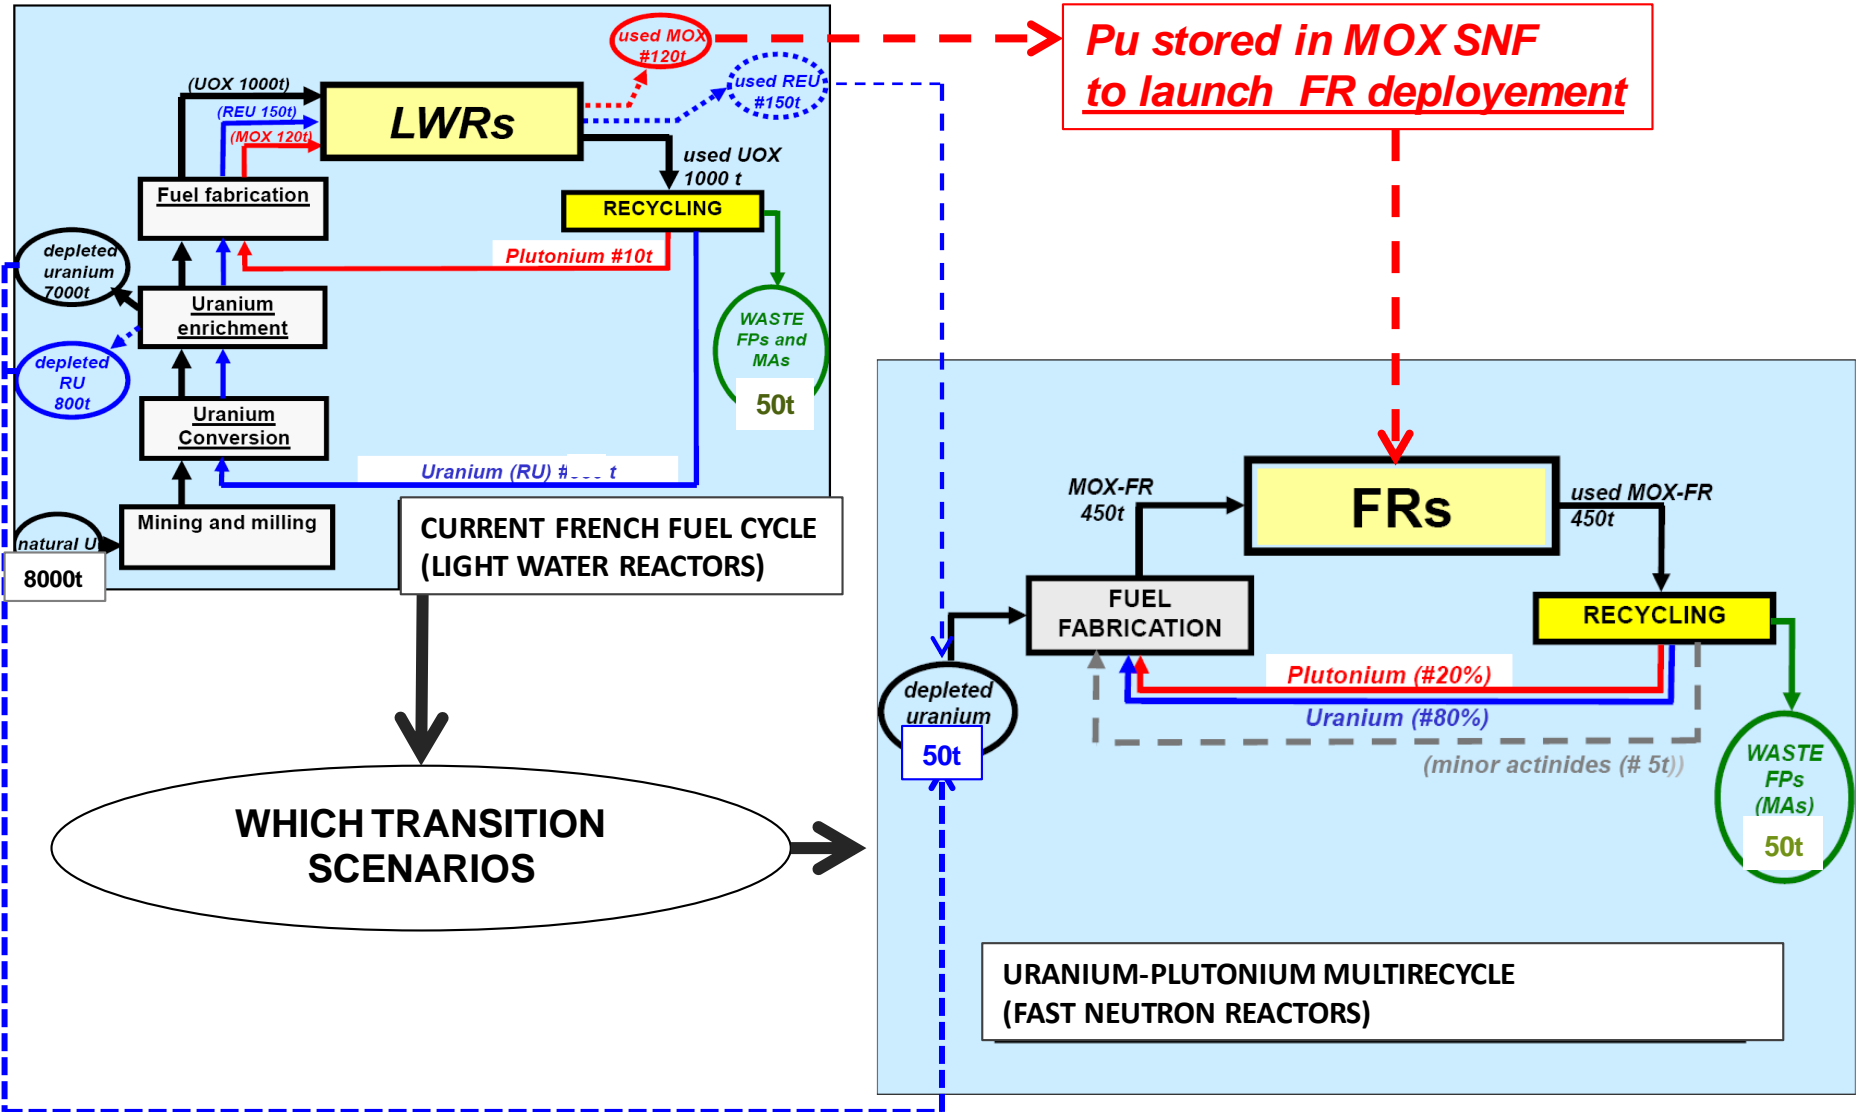 used MOX
#120t
Pu stored in MOX SNF
to launch FR deployement
(UOX 1000t)
(REU 150t)
(MOX 120t)
LWRs
used REU
#150t
used UOX
1000 t
Fuel fabrication
RECYCLING
Plutonium #10t
depleted
uranium
7000t
Uranium
enrichment
WASTE
FPs and
MAs
50t
depleted
RU
800t
Uranium
Conversion
Uranium (RU) # t
Mining and milling
natural U
8000t
CURRENT FRENCH FUEL CYCLE
(LIGHT WATER REACTORS)
MOX-FR
450t
FRs
used MOX-FR
450t
FUEL
FABRICATION
RECYCLING
Plutonium (#20%)
Uranium (#80%)
(minor actinides (# 5t))
depleted
uranium
50t
WASTE
FPs
(MAs)
50t
WHICH TRANSITION
SCENARIOS
URANIUM-PLUTONIUM MULTIRECYCLE
(FAST NEUTRON REACTORS)